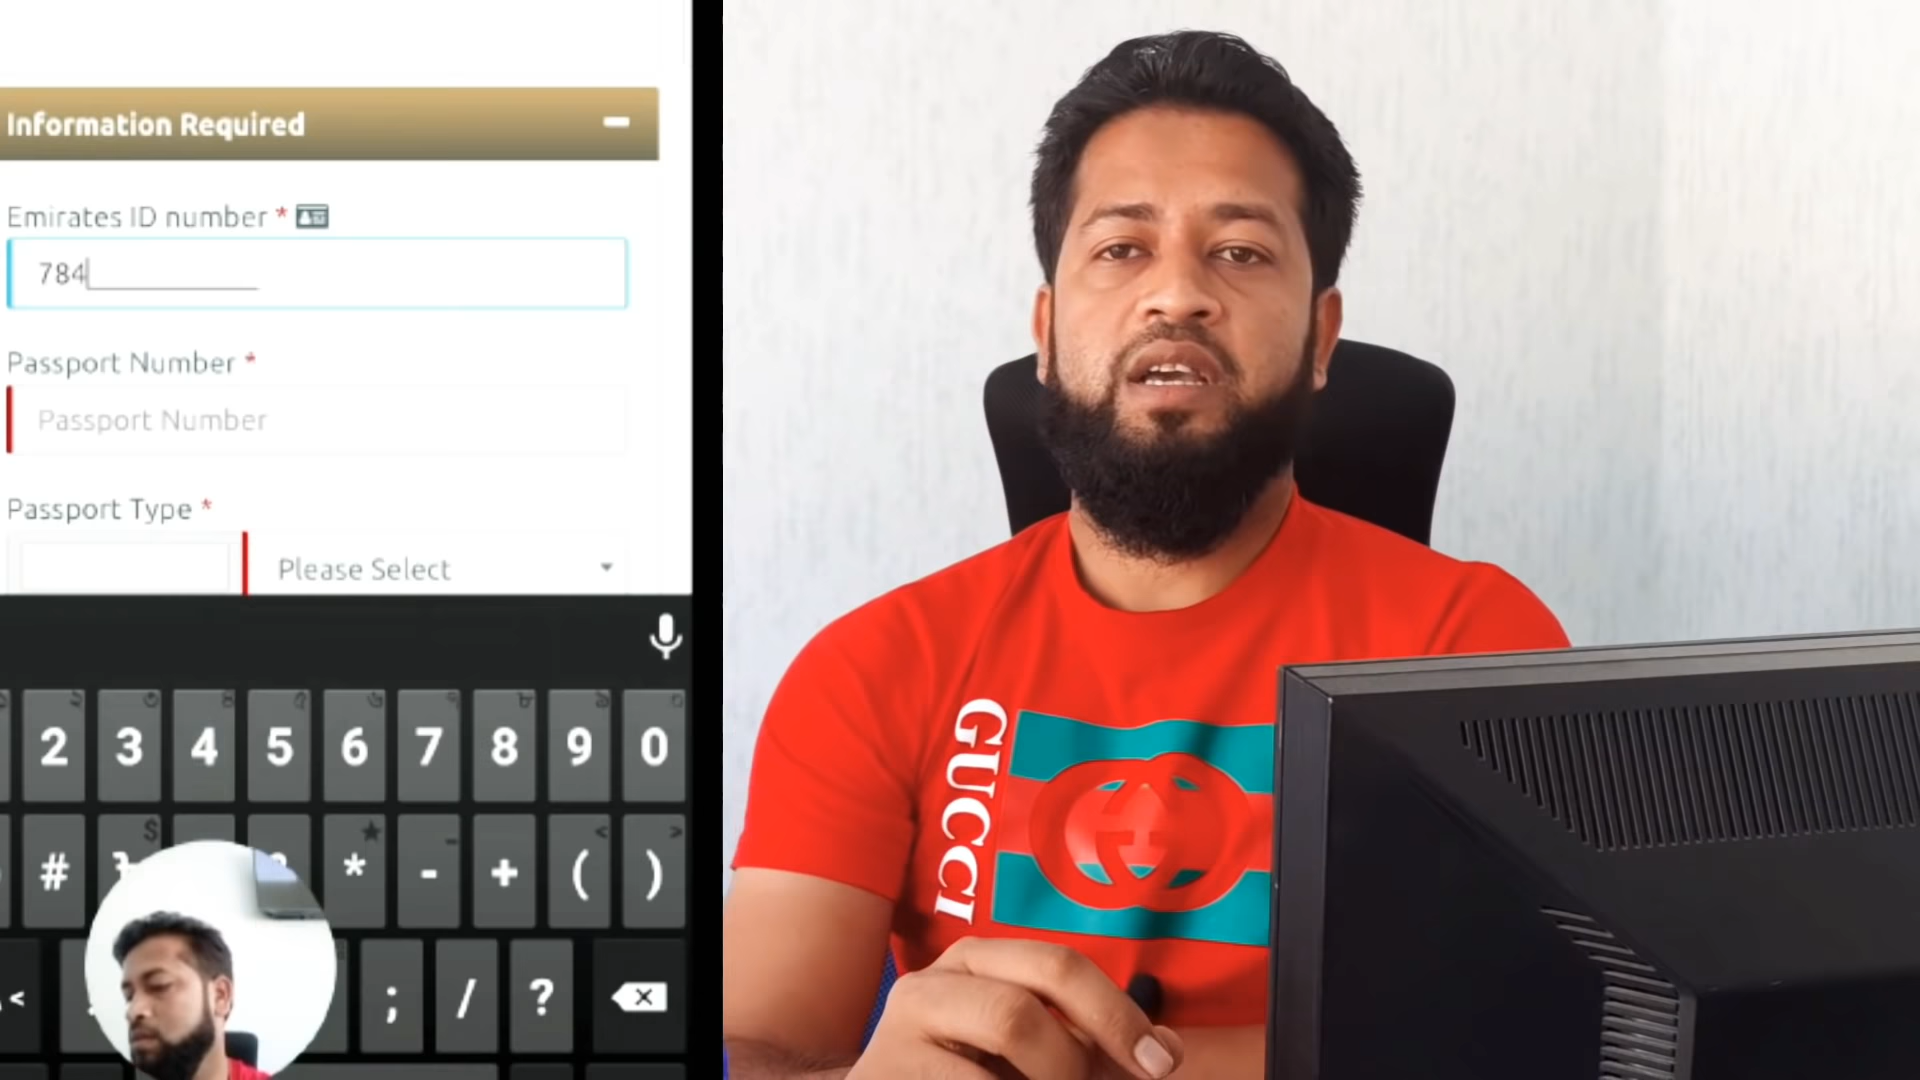 Information Required
Emirates ID number *
784
Passport Number *
Passport Number
Passport Type *
Please Select
2 3 4 5 6 7 8 9 0
# * - + ( )
< ; / ?
GUCCI